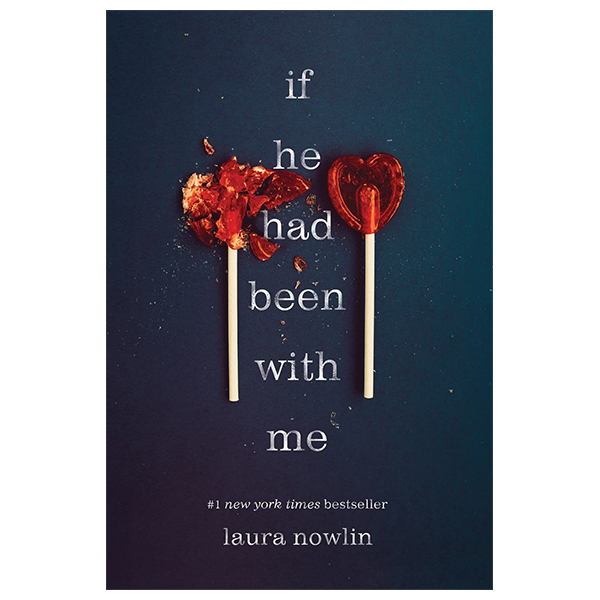 if
he
had
been
with
me
#1 new york times bestseller
laura nowlin